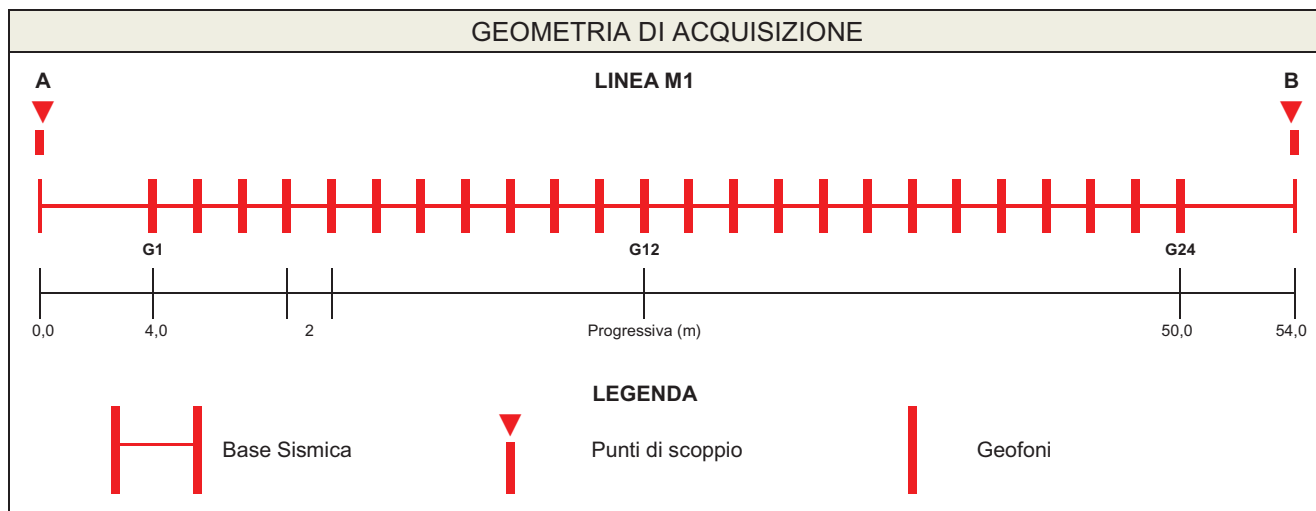 GEOMETRIA DI ACQUISIZIONE
A LINEA M1 B
G1 G12 G24
0,0 4,0 2 Progressiva (m) 50,0 54,0
LEGENDA
Base Sismica Punti di scoppio Geofoni